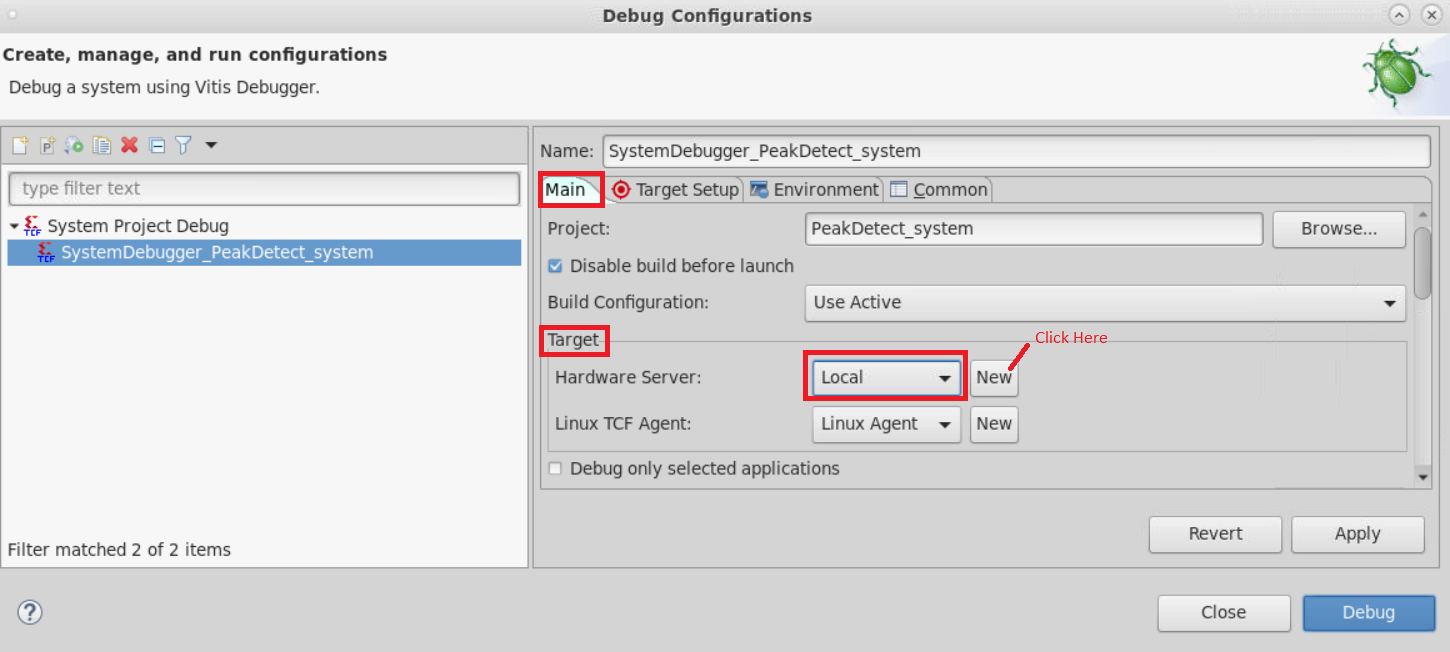 Debug Configurations
Create, manage, and run configurations
Debug a system using Vitis Debugger.
type filter text
System Project Debug
SystemDebugger_PeakDetect_system
Filter matched 2 of 2 items
Name: SystemDebugger_PeakDetect_system
Main Target Setup Environment Common
Project: PeakDetect_system Browse...
Disable build before launch
Build Configuration: Use Active
Target
Click Here
Hardware Server: Local New
Linux TCF Agent: Linux Agent New
Debug only selected applications
Revert Apply
Close Debug